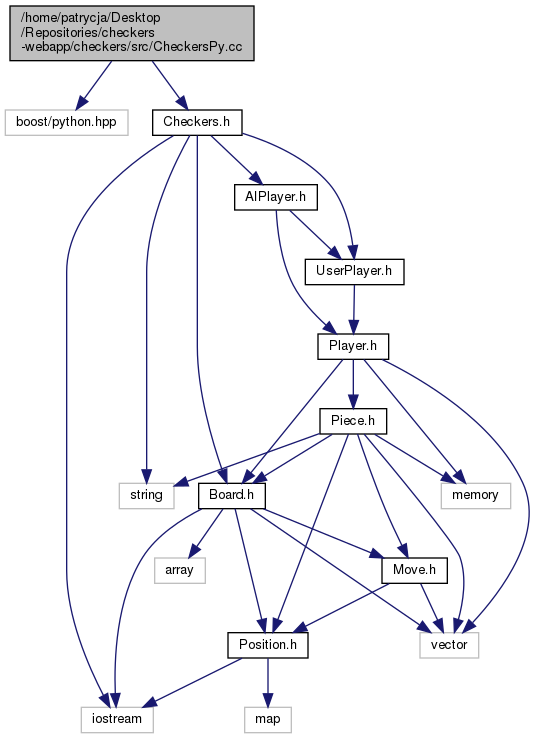 /home/patrycja/Desktop
/Repositories/checkers
-webapp/checkers/src/CheckersPy.cc
boost/python.hpp
Checkers.h
AIPlayer.h
UserPlayer.h
Player.h
Piece.h
string
Board.h
memory
array
Move.h
Position.h
vector
iostream
map